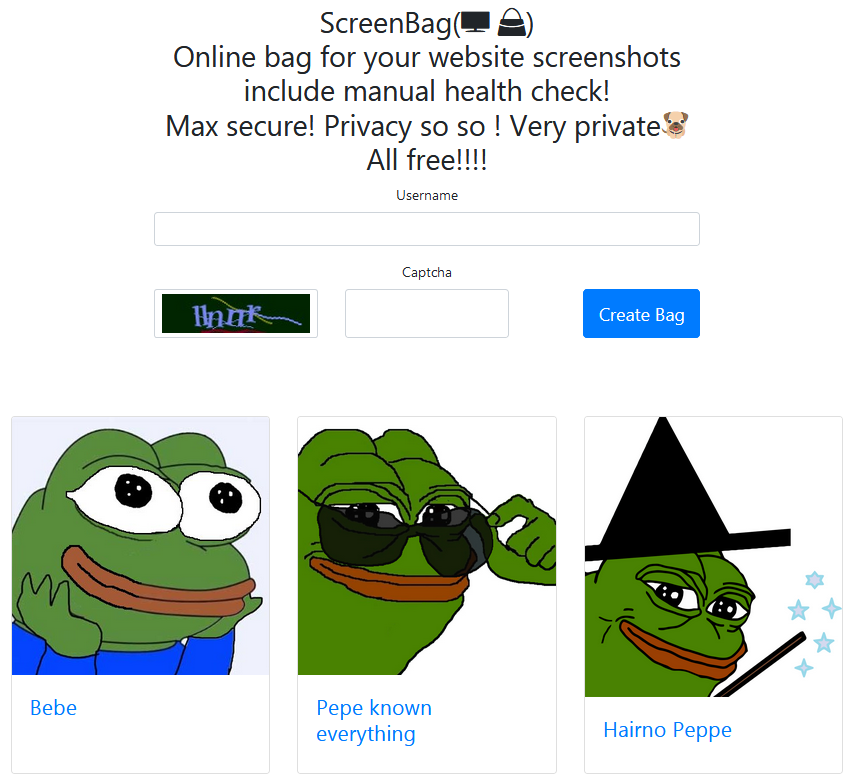 ScreenBag(🖥️👜)
Online bag for your website screenshots
include manual health check!
Max secure! Privacy so so ! Very private🐶
All free!!!!
Username
Captcha
Create Bag
Bebe
Pepe known
everything
Hairno Peppe